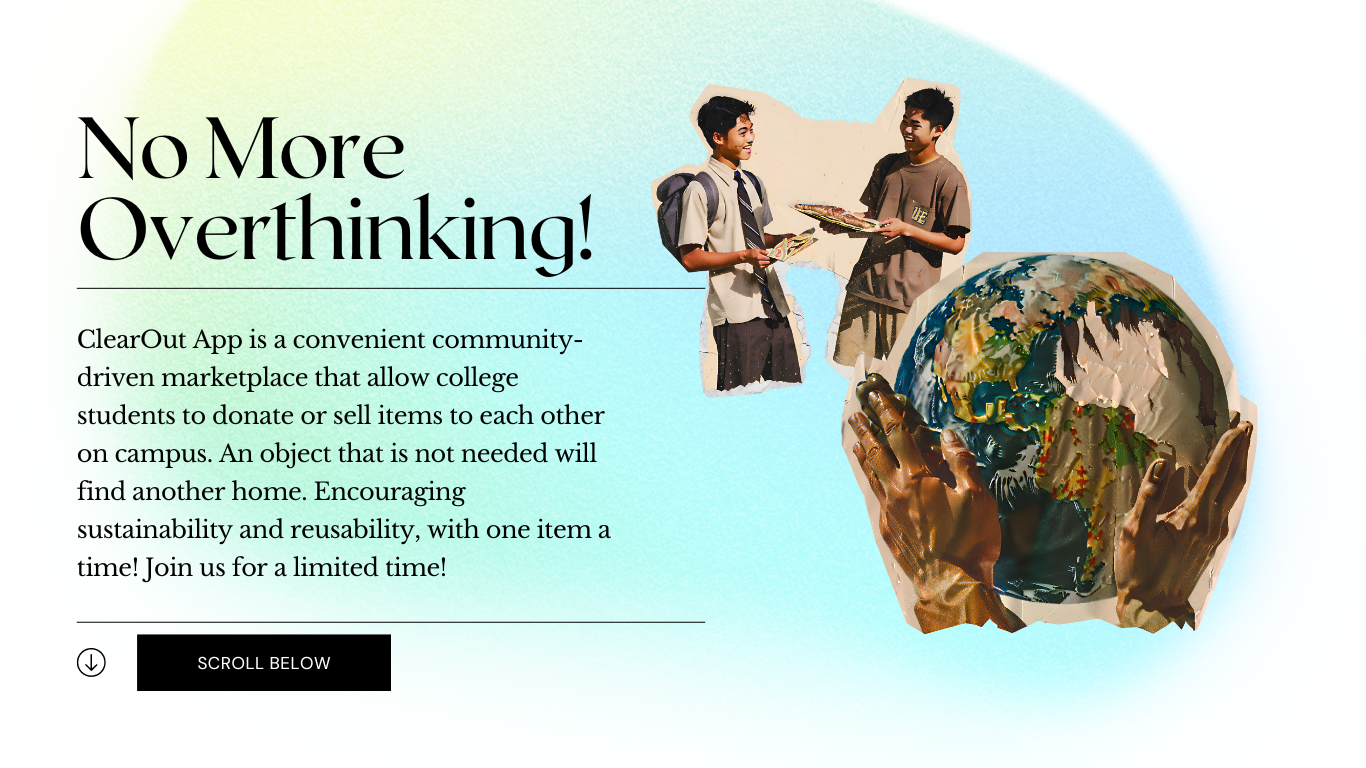 No More
Overthinking!
ClearOut App is a convenient community-
driven marketplace that allow college
students to donate or sell items to each other
on campus. An object that is not needed will
find another home. Encouraging
sustainability and reusability, with one item a
time! Join us for a limited time!
SCROLL BELOW